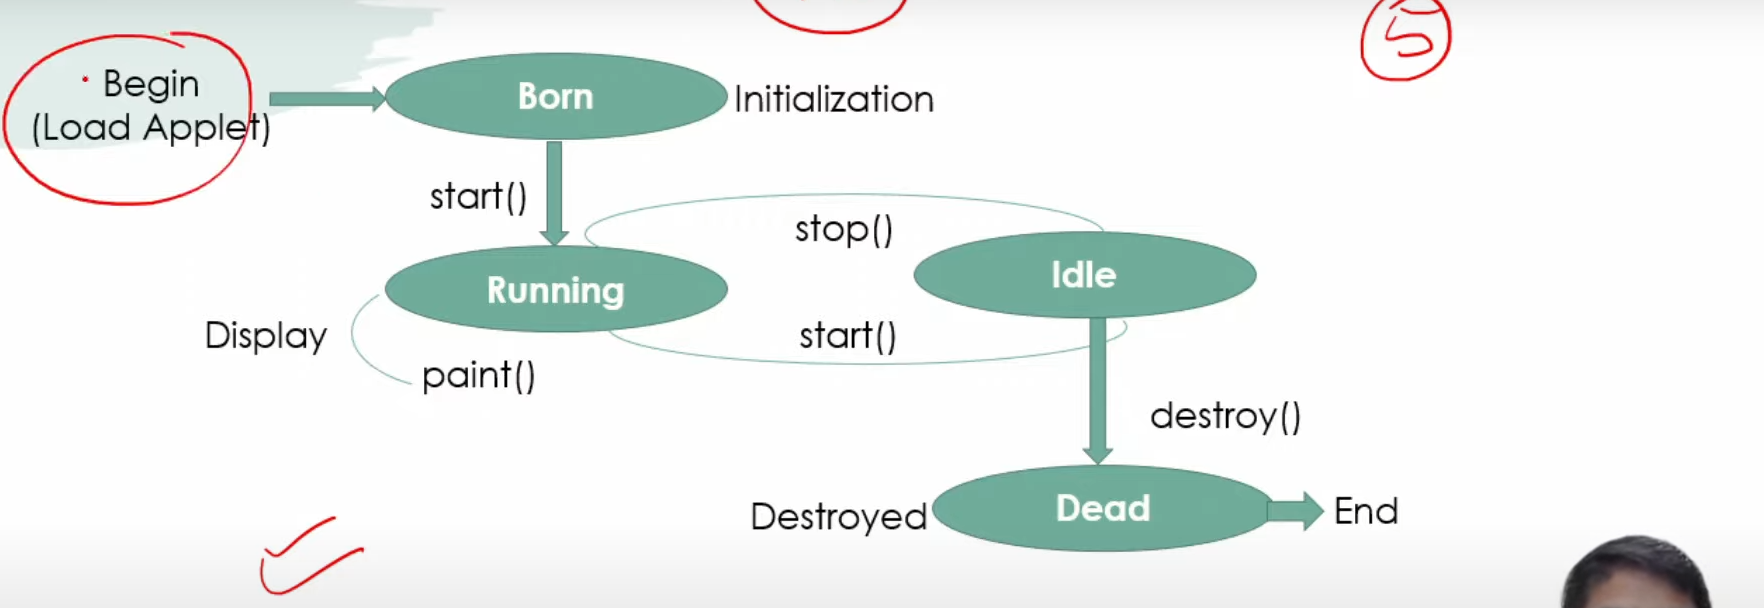 5
· Begin
(Load Applet)
Born
Initialization
start()
stop()
Running
Idle
Display
start()
paint()
destroy()
Destroyed
Dead
End